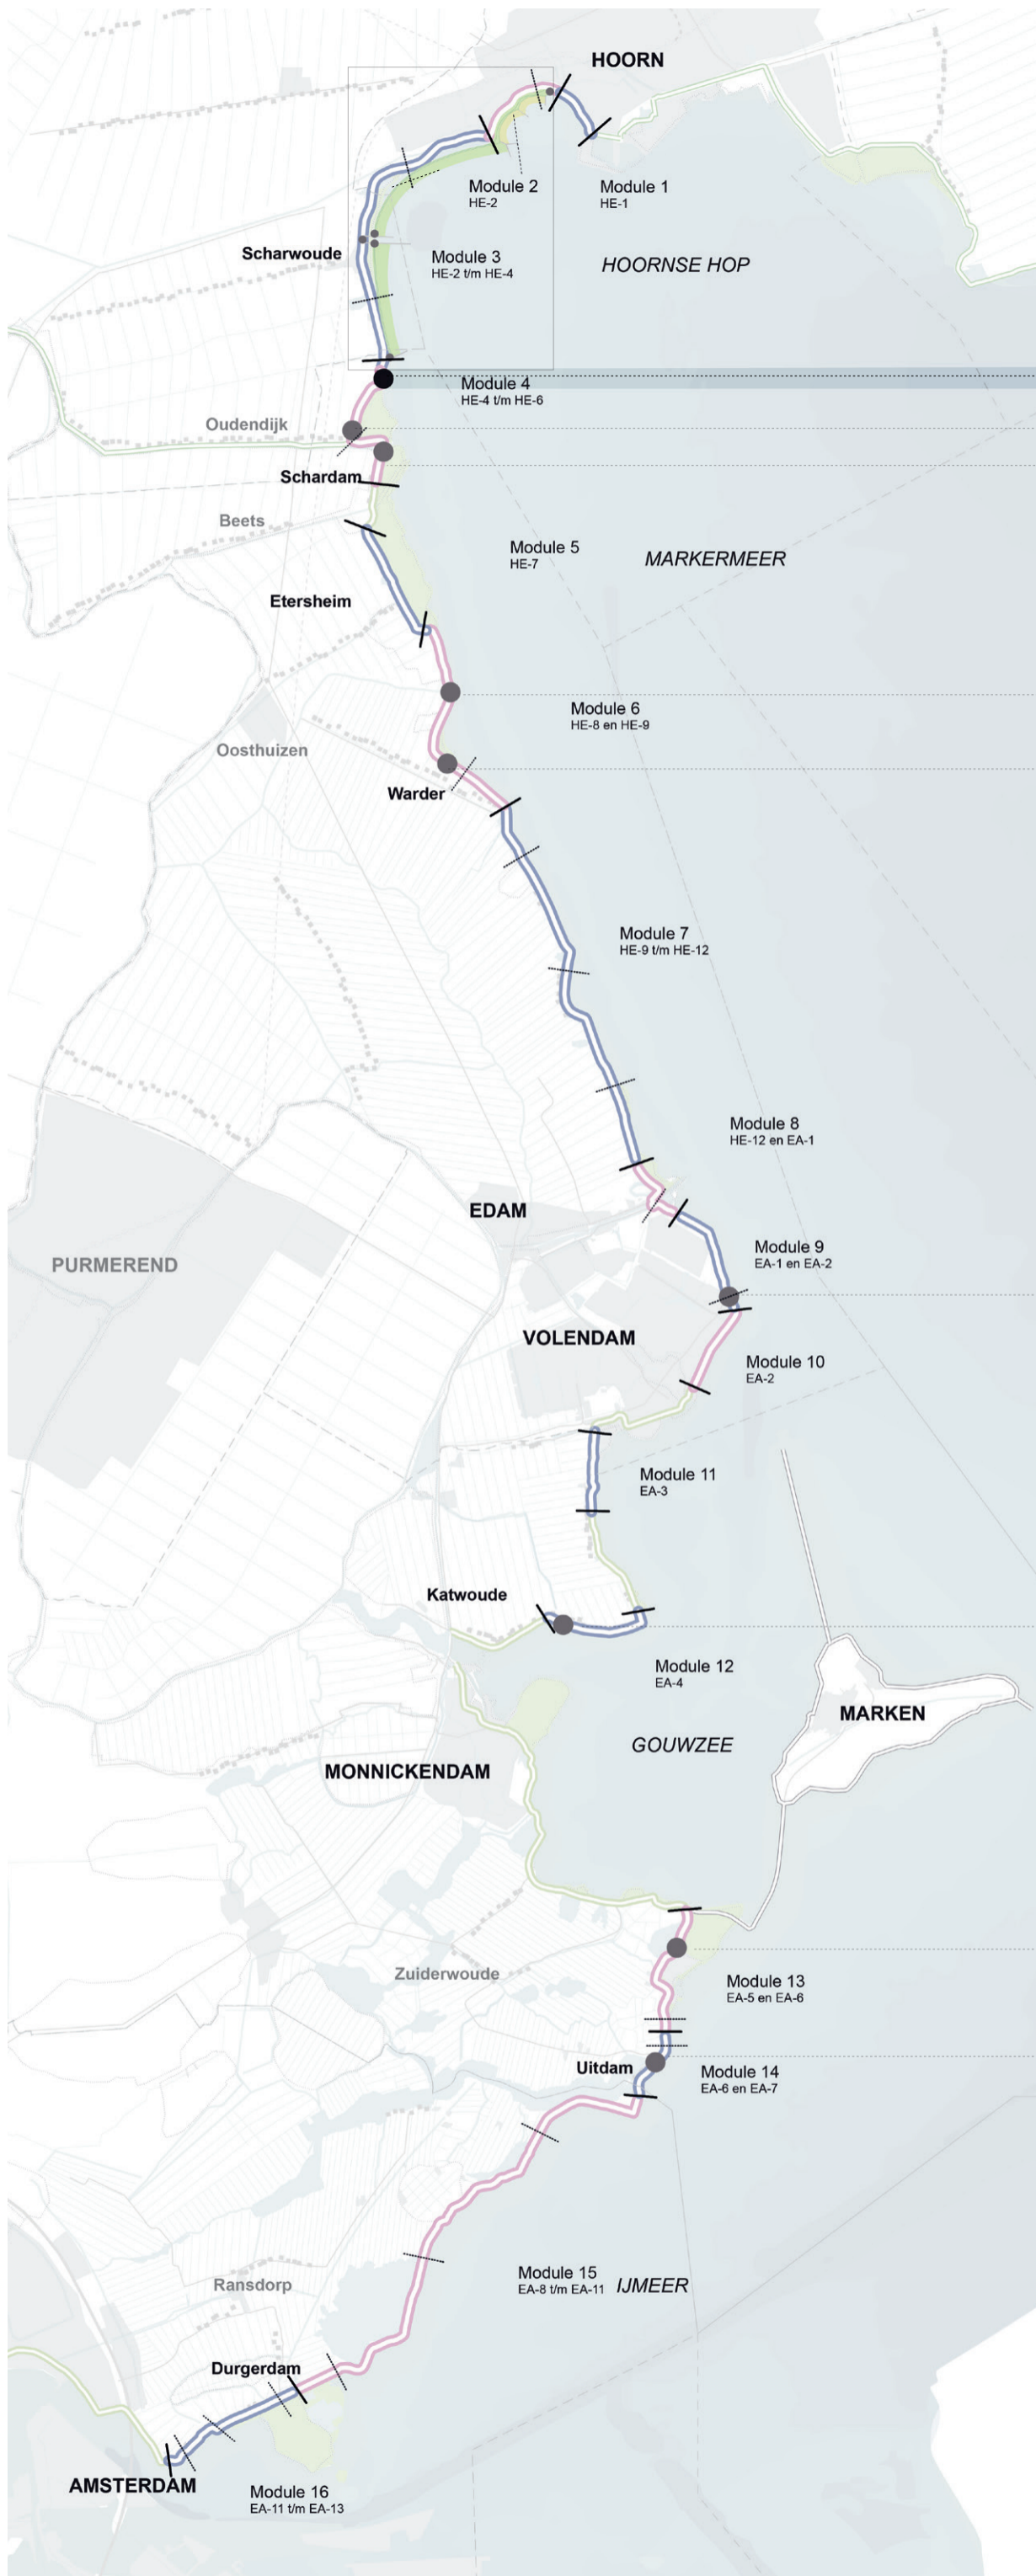 HOORN
Module 2
HE-2
Module 1
HE-1
Scharwoude
Module 3
HE-2 t/m HE-4
HOORNSE HOP
Module 4
HE-4 t/m HE-6
Oudendijk
Schardam
Beets
Module 5
HE-7
MARKERMEER
Etersheim
Module 6
HE-8 en HE-9
Oosthuizen
Warder
Module 7
HE-9 t/m HE-12
Module 8
HE-12 en EA-1
EDAM
PURMEREND
Module 9
EA-1 en EA-2
VOLENDAM
Module 10
EA-2
Module 11
EA-3
Katwoude
Module 12
EA-4
MARKEN
GOUWZEE
MONNICKENDAM
Zuiderwoude
Module 13
EA-5 en EA-6
Uitdam
Module 14
EA-6 en EA-7
Ransdorp
Module 15
EA-8 t/m EA-11
IJMEER
Durgerdam
AMSTERDAM
Module 16
EA-11 t/m EA-13